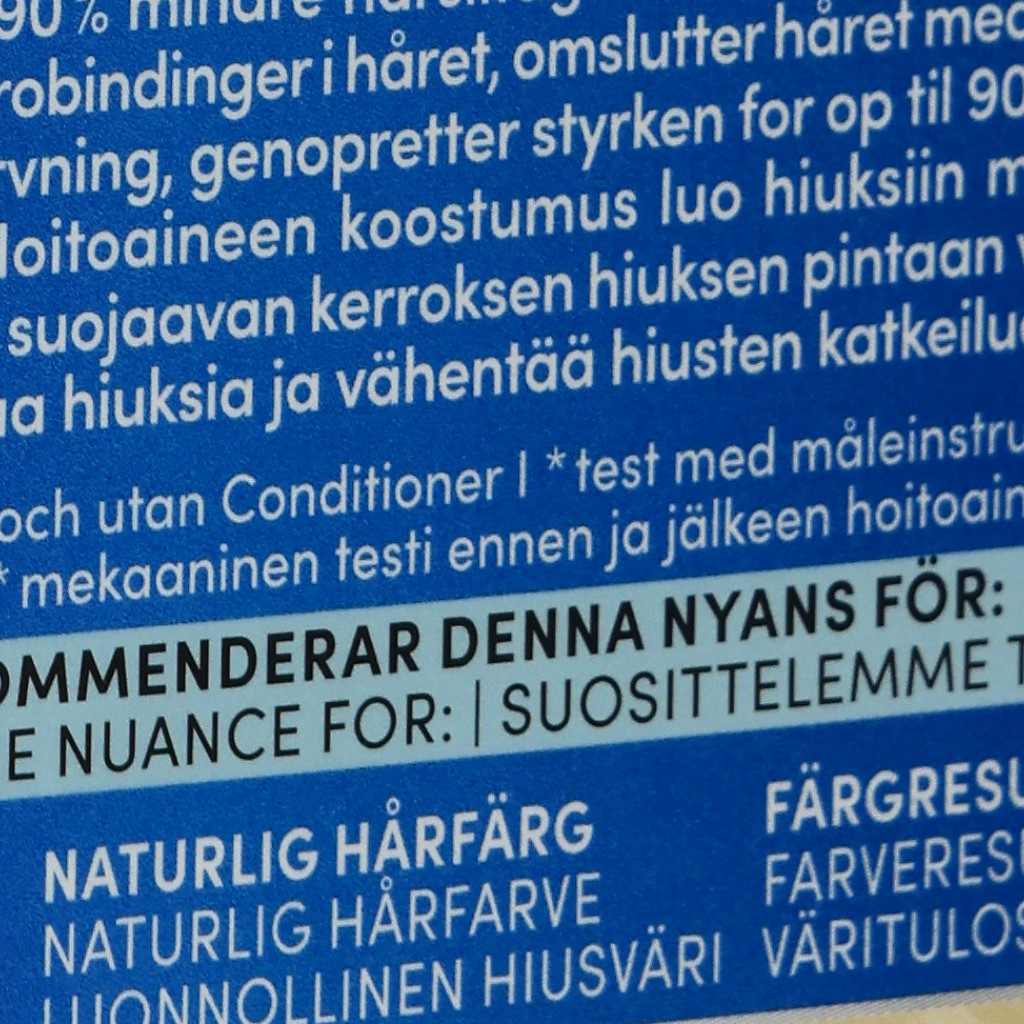 90% mindre
robindinger i håret, omslutter håret med
rvning, genopretter styrken for op til 90
loitoaineen koostumus luo hiuksiin m
suojaavan kerroksen hiuksen pintaan v
ua hiuksia ja vähentää hiusten katkeilu
och utan Conditioner | *test med måleinstru
* mekaaninen testi ennen ja jälkeen hoitoain
OMMENDERAR DENNA NYANS FÖR:
E NUANCE FOR: | SUOSITTELEMME T
NATURLIG HÅRFÄRG
NATURLIG HÅRFARVE
LUONNOLLINEN HIUSVÄRI
FÄRGRESU
FARVERESU
VÄRITULOS